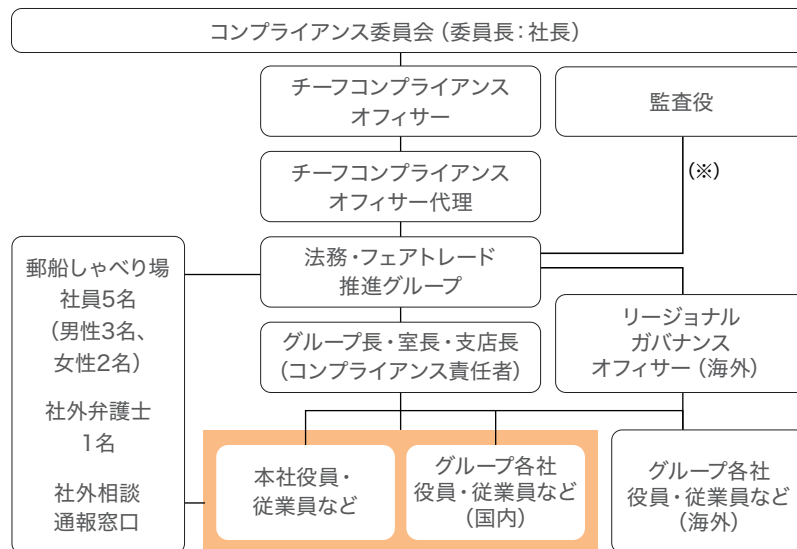 コンプライアンス委員会（委員長：社長）
チーフコンプライアンス
オフィサー
監査役
（※）
チーフコンプライアンス
オフィサー代理
法務・フェアトレード
推進グループ
郵船しゃべり場
社員5名
（男性3名、
女性2名）
社外弁護士
1名
社外相談
通報窓口
グループ長・室長・支店長
（コンプライアンス責任者）
リージョナル
ガバナンス
オフィサー（海外）
本社役員・
従業員など
グループ各社
役員・従業員など
（国内）
グループ各社
役員・従業員など
（海外）